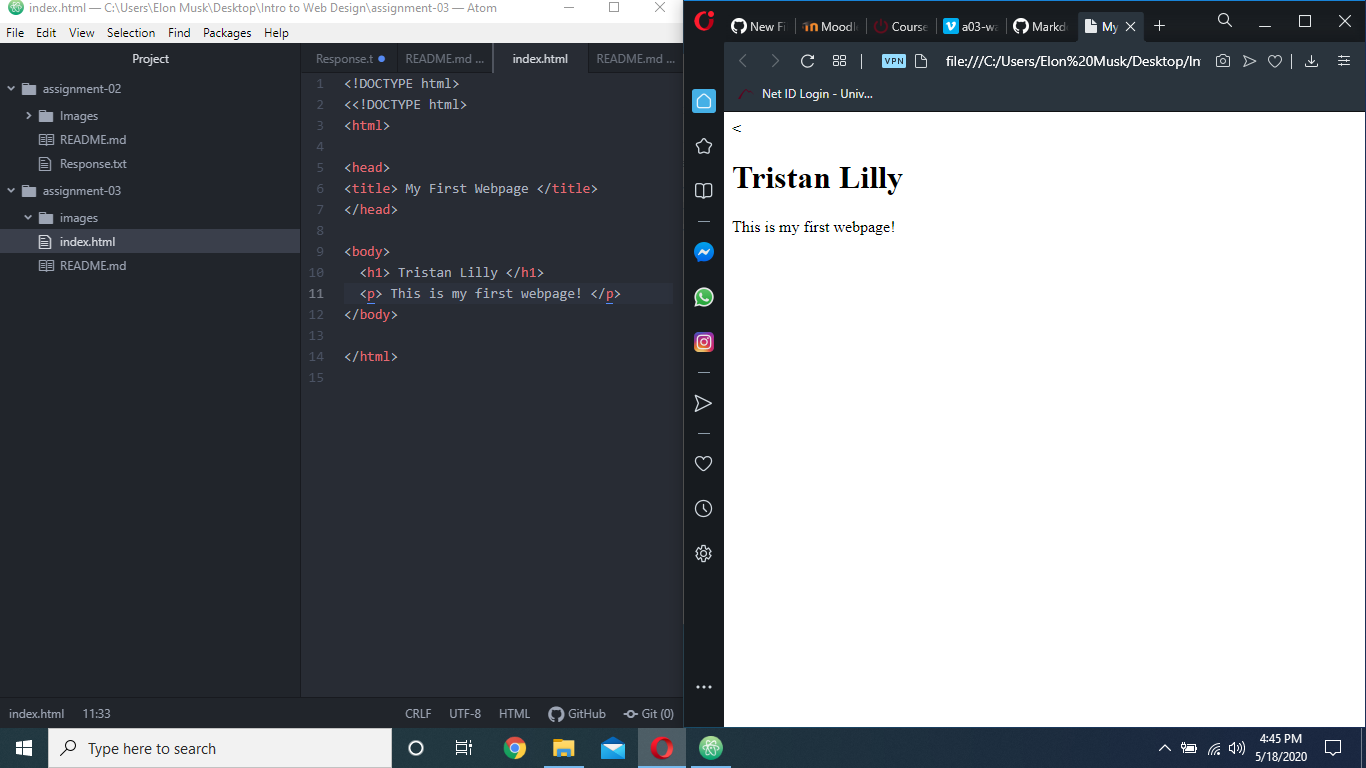 index.html — C:\Users\Elon Musk\Desktop\Intro to Web Design\assignment-03 — Atom
File Edit View Selection Find Packages Help
Project
assignment-02
Images
README.md
Response.txt
assignment-03
images
index.html
README.md
Response.t README.md ... index.html README.md ...
1 <!DOCTYPE html>
2 <<!DOCTYPE html>
3 <html>
4
5 <head>
6 <title> My First Webpage </title>
7 </head>
8
9 <body>
10 <h1> Tristan Lilly </h1>
11 <p> This is my first webpage! </p>
12 </body>
13
14 </html>
15
index.html 11:33 CRLF UTF-8 HTML GitHub Git (0)
New Fi Moodl Course a03-wa Markd My
VPN file:///C:/Users/Elon%20Musk/Desktop/In
Net ID Login - Univ...
<
Tristan Lilly
This is my first webpage!
Type here to search
4:45 PM
5/18/2020